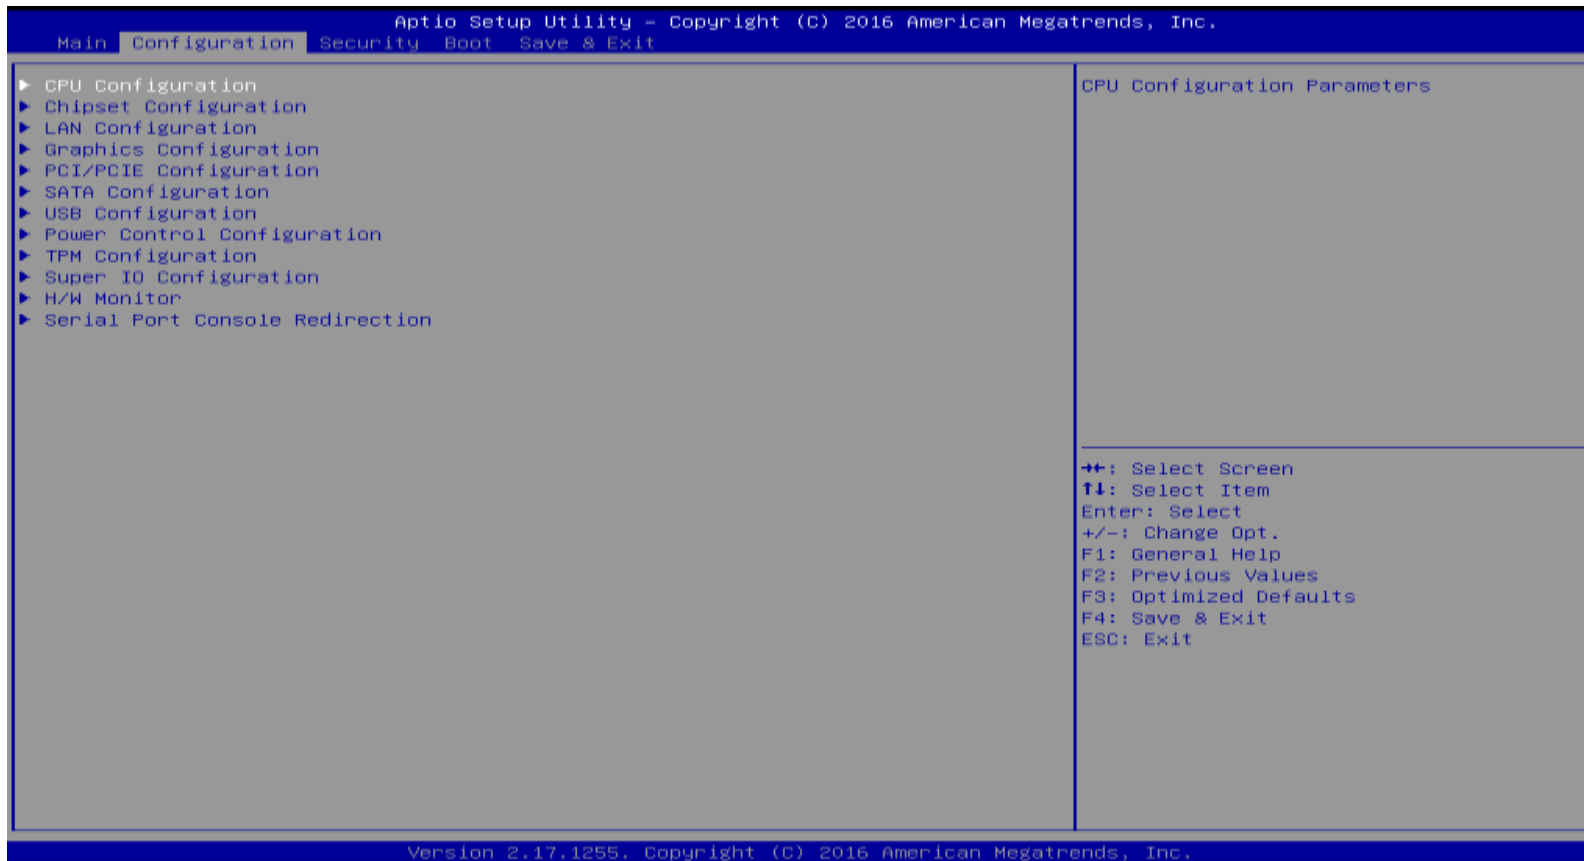 Aptio Setup Utility – Copyright (C) 2016 American Megatrends, Inc.
Main Configuration Security Boot Save & Exit
► CPU Configuration
► Chipset Configuration
► LAN Configuration
► Graphics Configuration
► PCI/PCIE Configuration
► SATA Configuration
► USB Configuration
► Power Control Configuration
► TPM Configuration
► Super IO Configuration
► H/W Monitor
► Serial Port Console Redirection
CPU Configuration Parameters
→←: Select Screen
↑↓: Select Item
Enter: Select
+/-: Change Opt.
F1: General Help
F2: Previous Values
F3: Optimized Defaults
F4: Save & Exit
ESC: Exit
Version 2.17.1255. Copyright (C) 2016 American Megatrends, Inc.